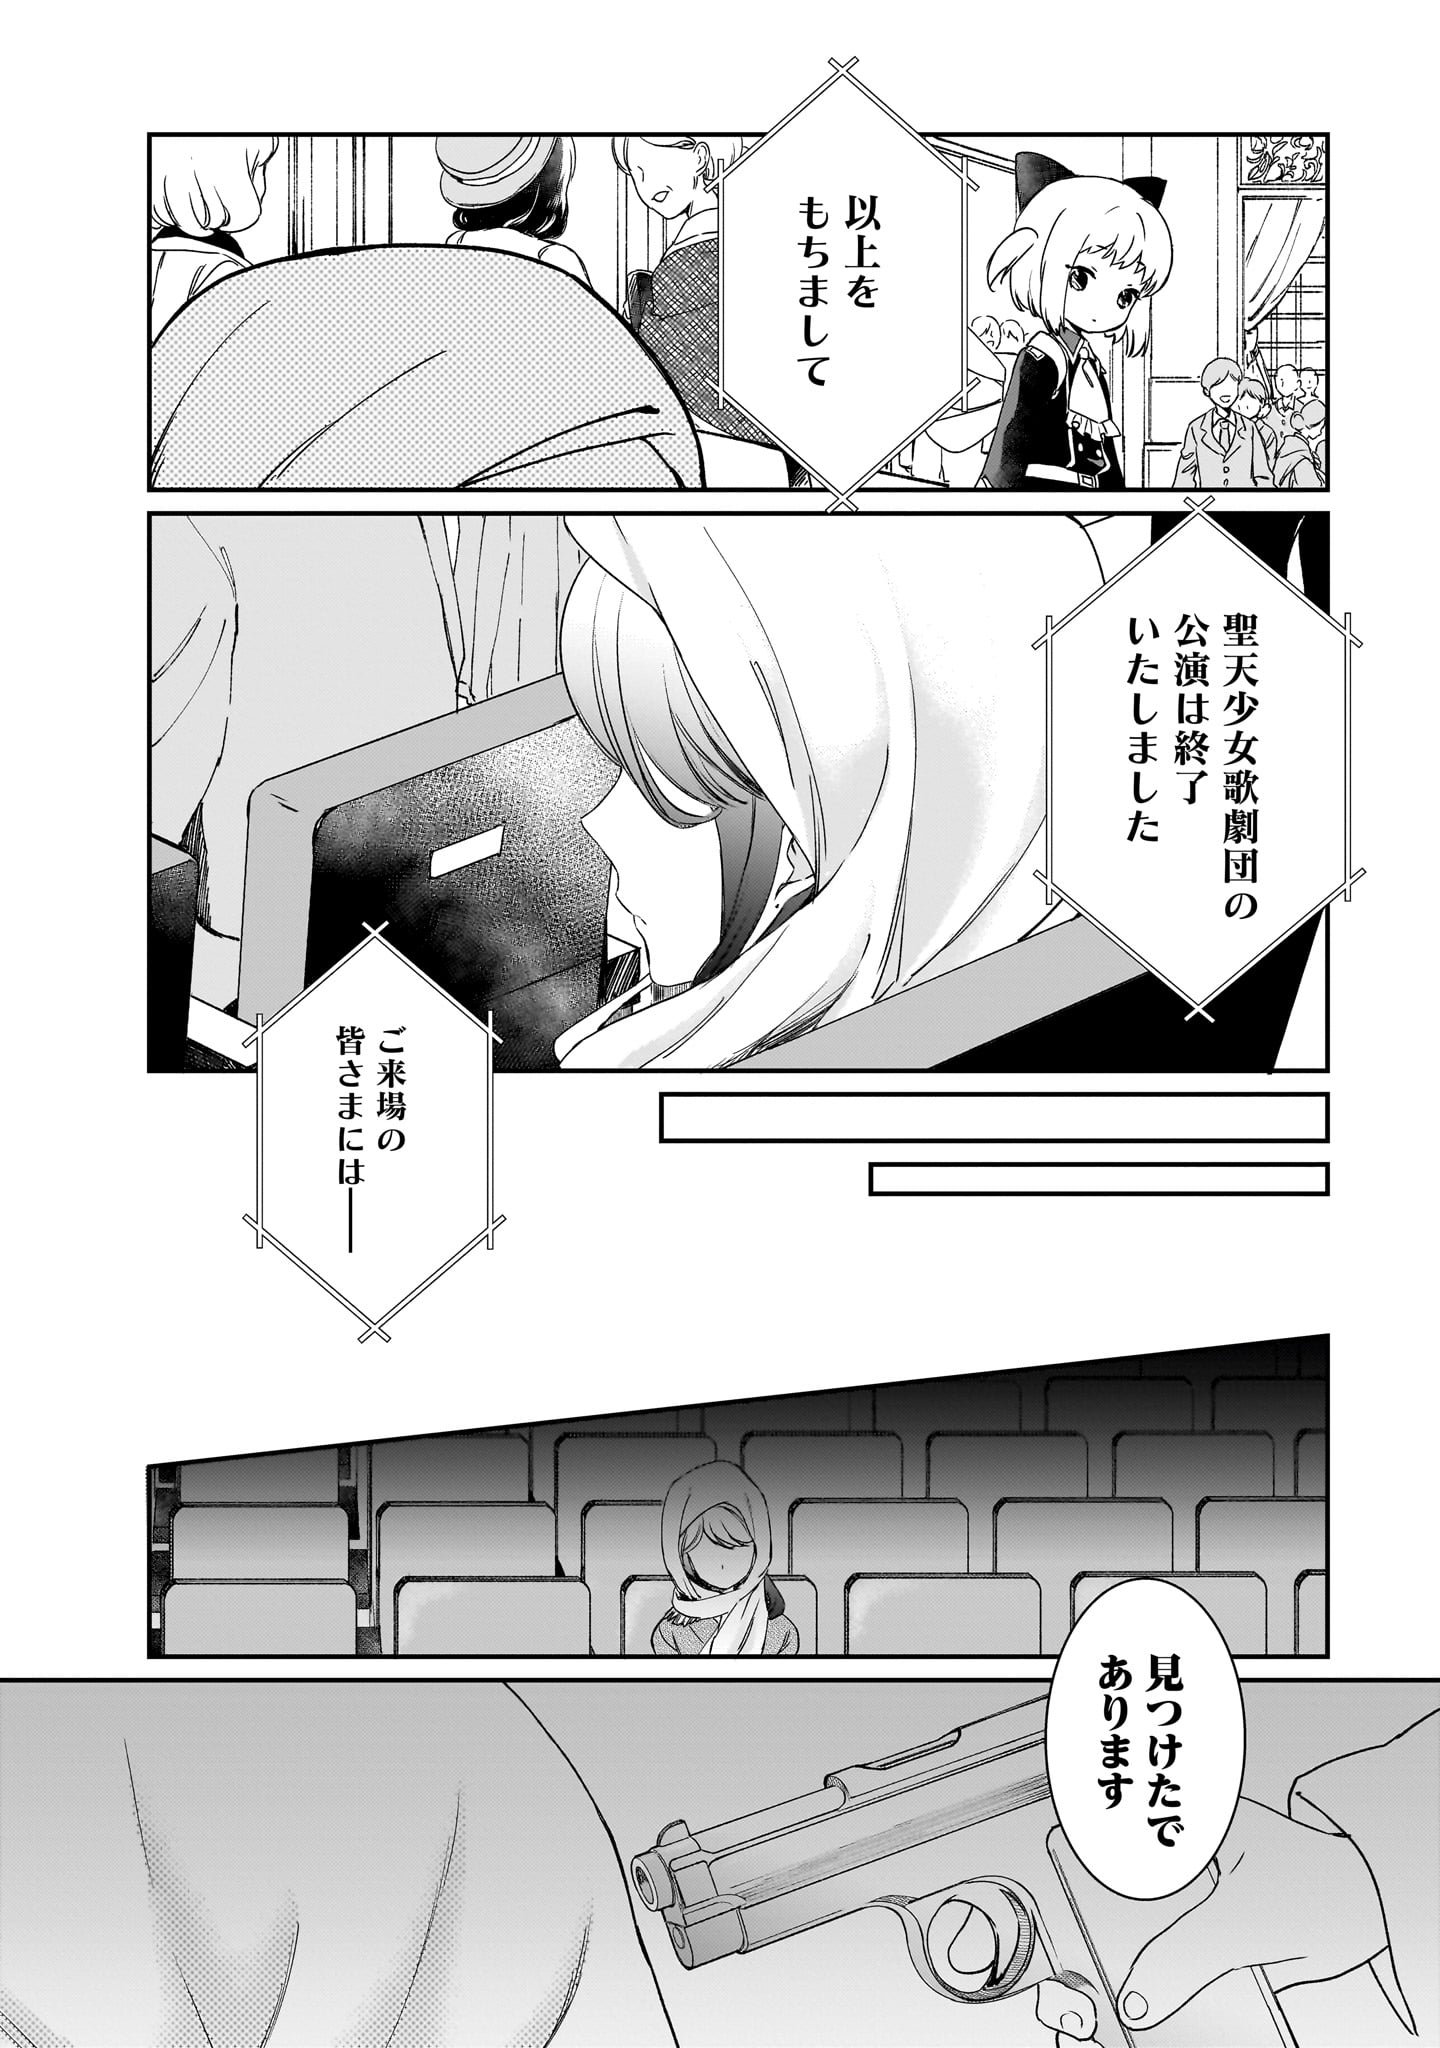 以上を
もちまして
聖天少女歌劇団の
公演は終了
いたしました
ご来場の
皆さまには――
見つけたで
あります